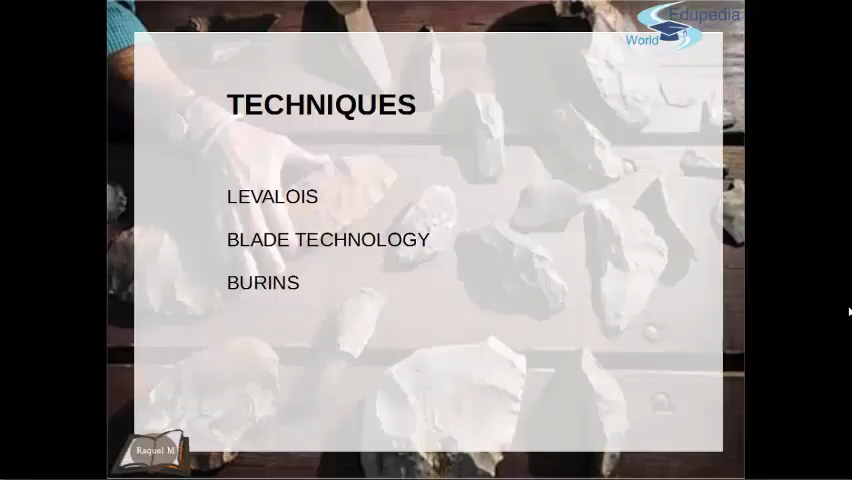 Edupedia
World
TECHNIQUES
LEVALOIS
BLADE TECHNOLOGY
BURINS
Raquel M